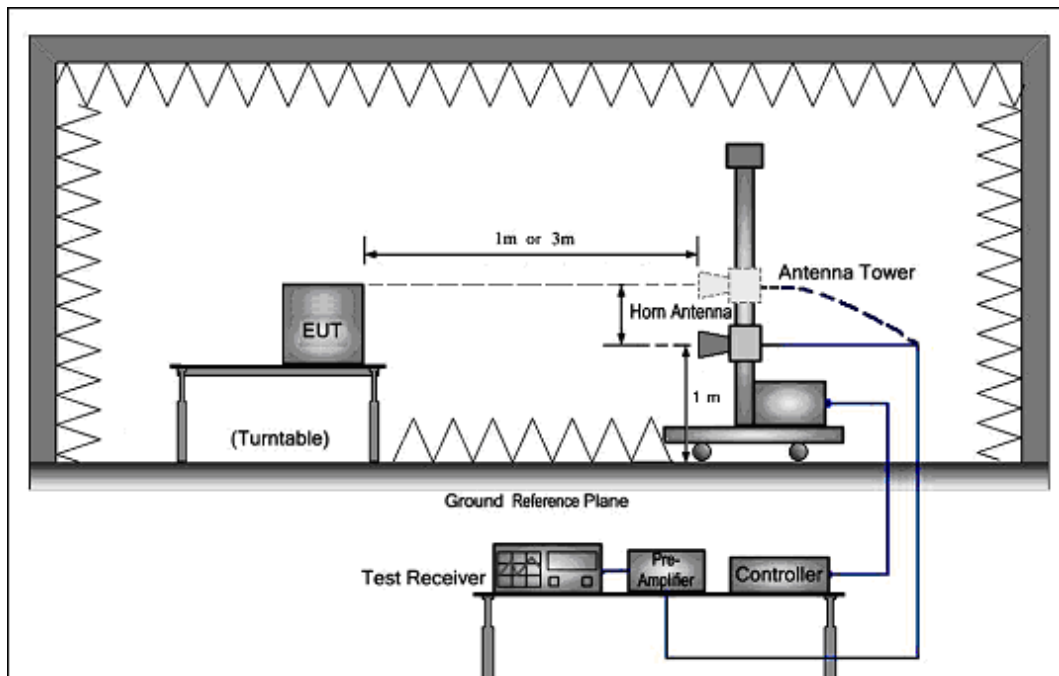 1m or 3m
Antenna Tower
Horn Antenna
EUT
1 m
(Turntable)
Ground Reference Plane
Test Receiver
Pre-
Amplifier
Controller